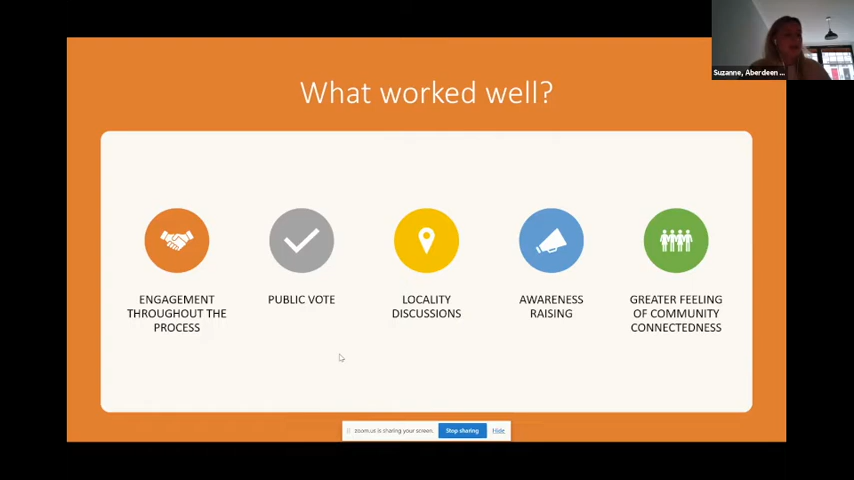 Suzanne, Aberdeen ...
What worked well?
ENGAGEMENT
THROUGHOUT THE
PROCESS
PUBLIC VOTE
LOCALITY
DISCUSSIONS
AWARENESS
RAISING
GREATER FEELING
OF COMMUNITY
CONNECTEDNESS
zoom.us is sharing your screen.
Stop sharing
Hide